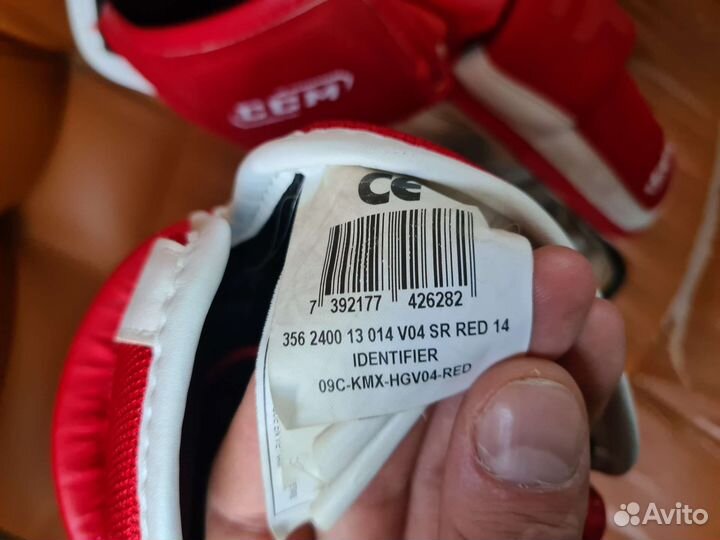 CCM
CE
7 392177 426282
356 2400 13 014 V04 SR RED 14
IDENTIFIER
09C-KMX-HGV04-RED
CCM
Avito